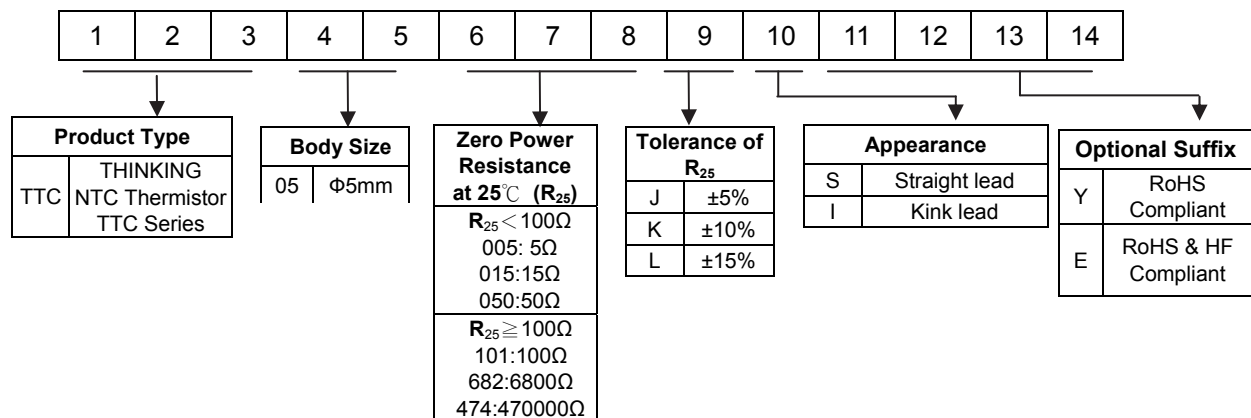 1 2 3 4 5 6 7 8 9 10 11 12 13 14
Product Type
TTC
THINKING
NTC Thermistor
TTC Series
Body Size
05 Φ5mm
Zero Power
Resistance
at 25℃ (R25)
R25<100Ω
005: 5Ω
015:15Ω
050:50Ω
R25≧100Ω
101:100Ω
682:6800Ω
474:470000Ω
Tolerance of
R25
J ±5%
K ±10%
L ±15%
Appearance
S Straight lead
I Kink lead
Optional Suffix
Y RoHS
Compliant
E RoHS & HF
Compliant